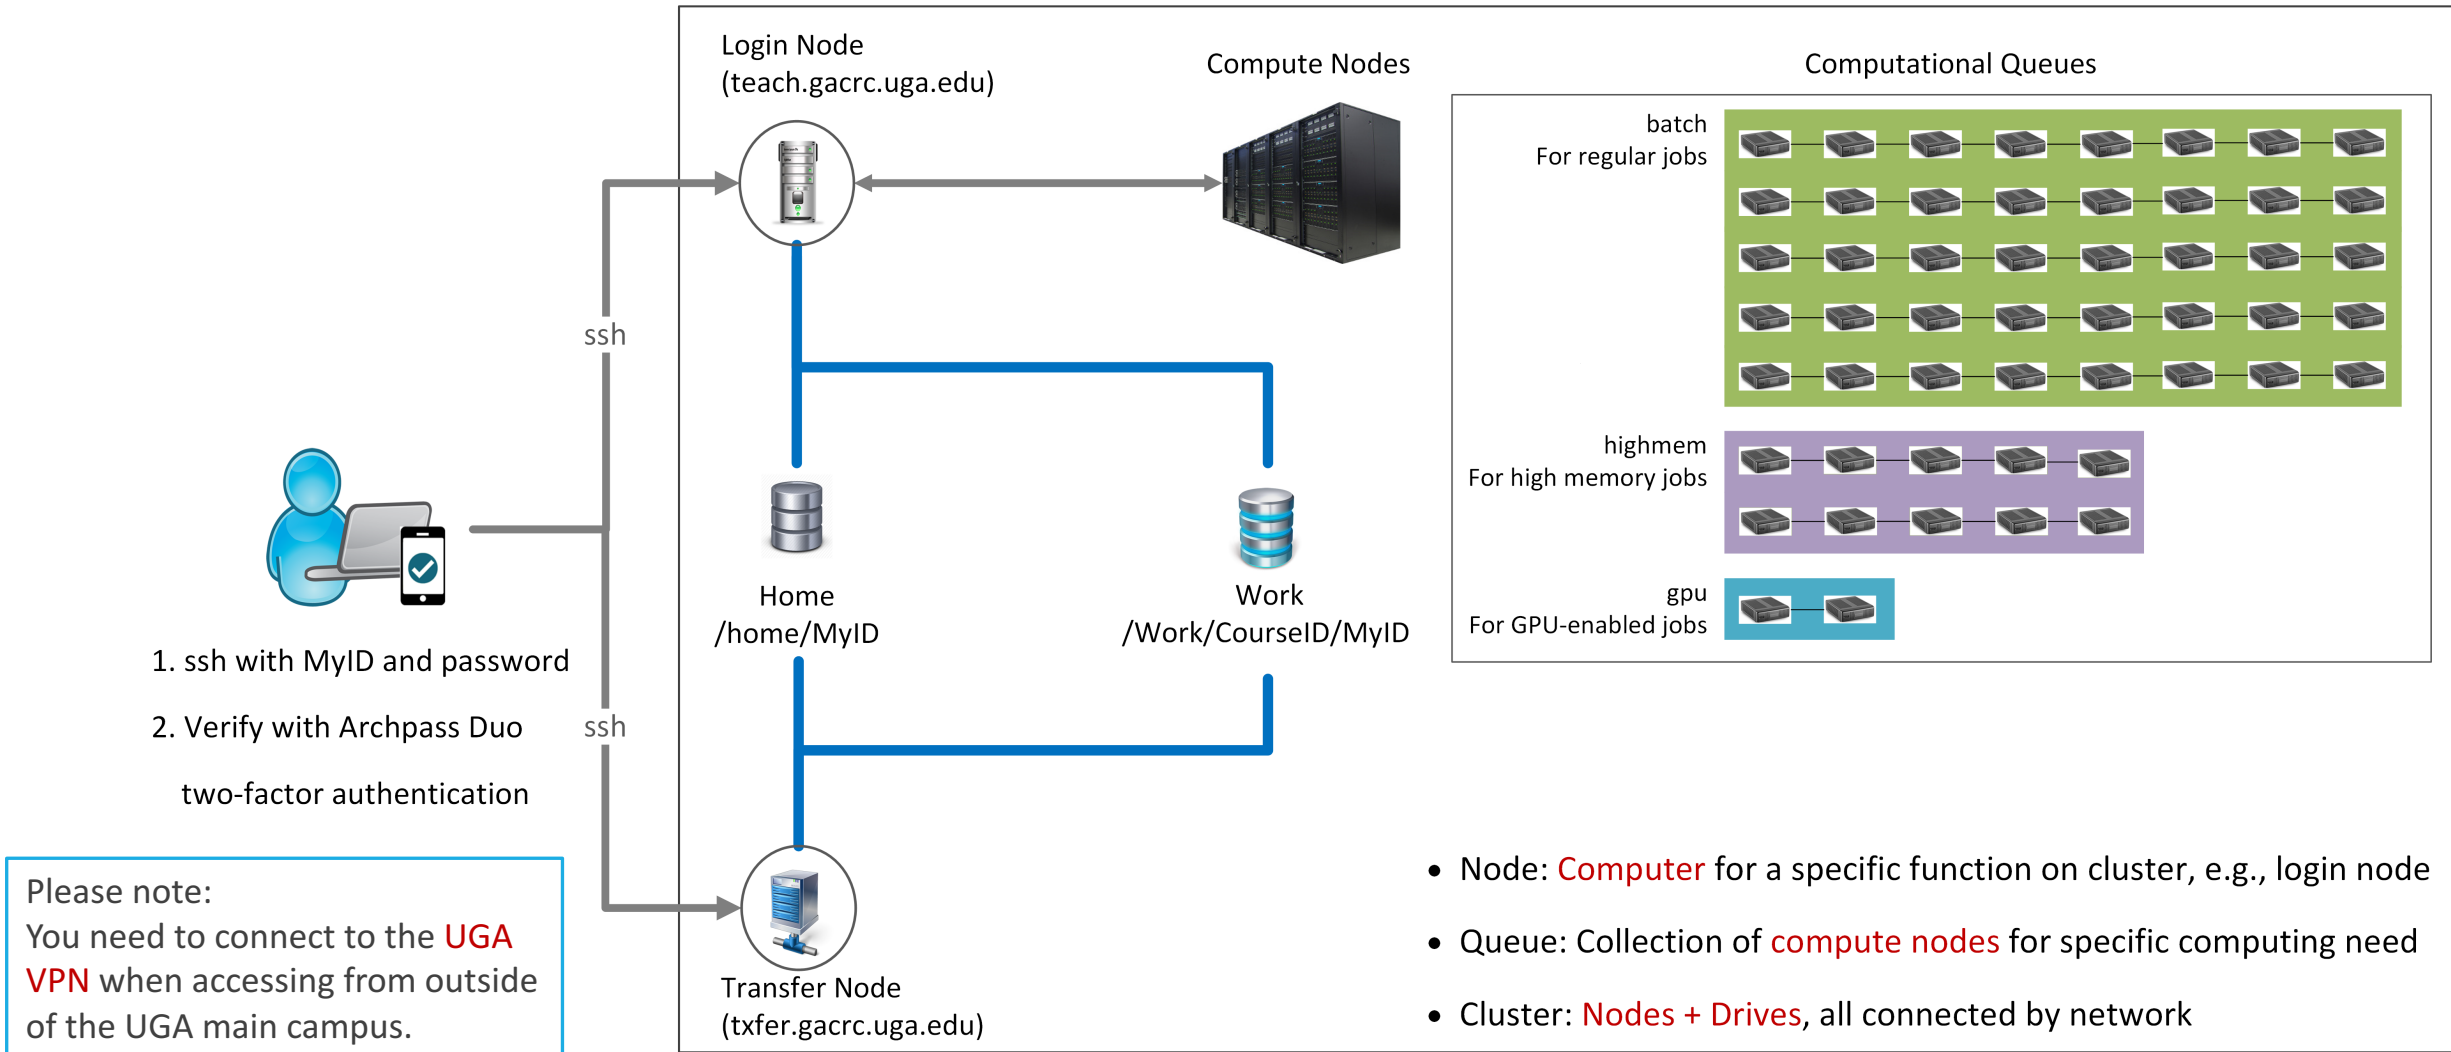 Login Node
(teach.gacrc.uga.edu)
Compute Nodes
Computational Queues
batch
For regular jobs
highmem
For high memory jobs
gpu
For GPU-enabled jobs
ssh
Home
/home/MyID
Work
/Work/CourseID/MyID
1. ssh with MyID and password
2. Verify with Archpass Duo
two-factor authentication
ssh
Please note:
You need to connect to the UGA
VPN when accessing from outside
of the UGA main campus.
Transfer Node
(txfer.gacrc.uga.edu)
• Node: Computer for a specific function on cluster, e.g., login node
• Queue: Collection of compute nodes for specific computing need
• Cluster: Nodes + Drives, all connected by network